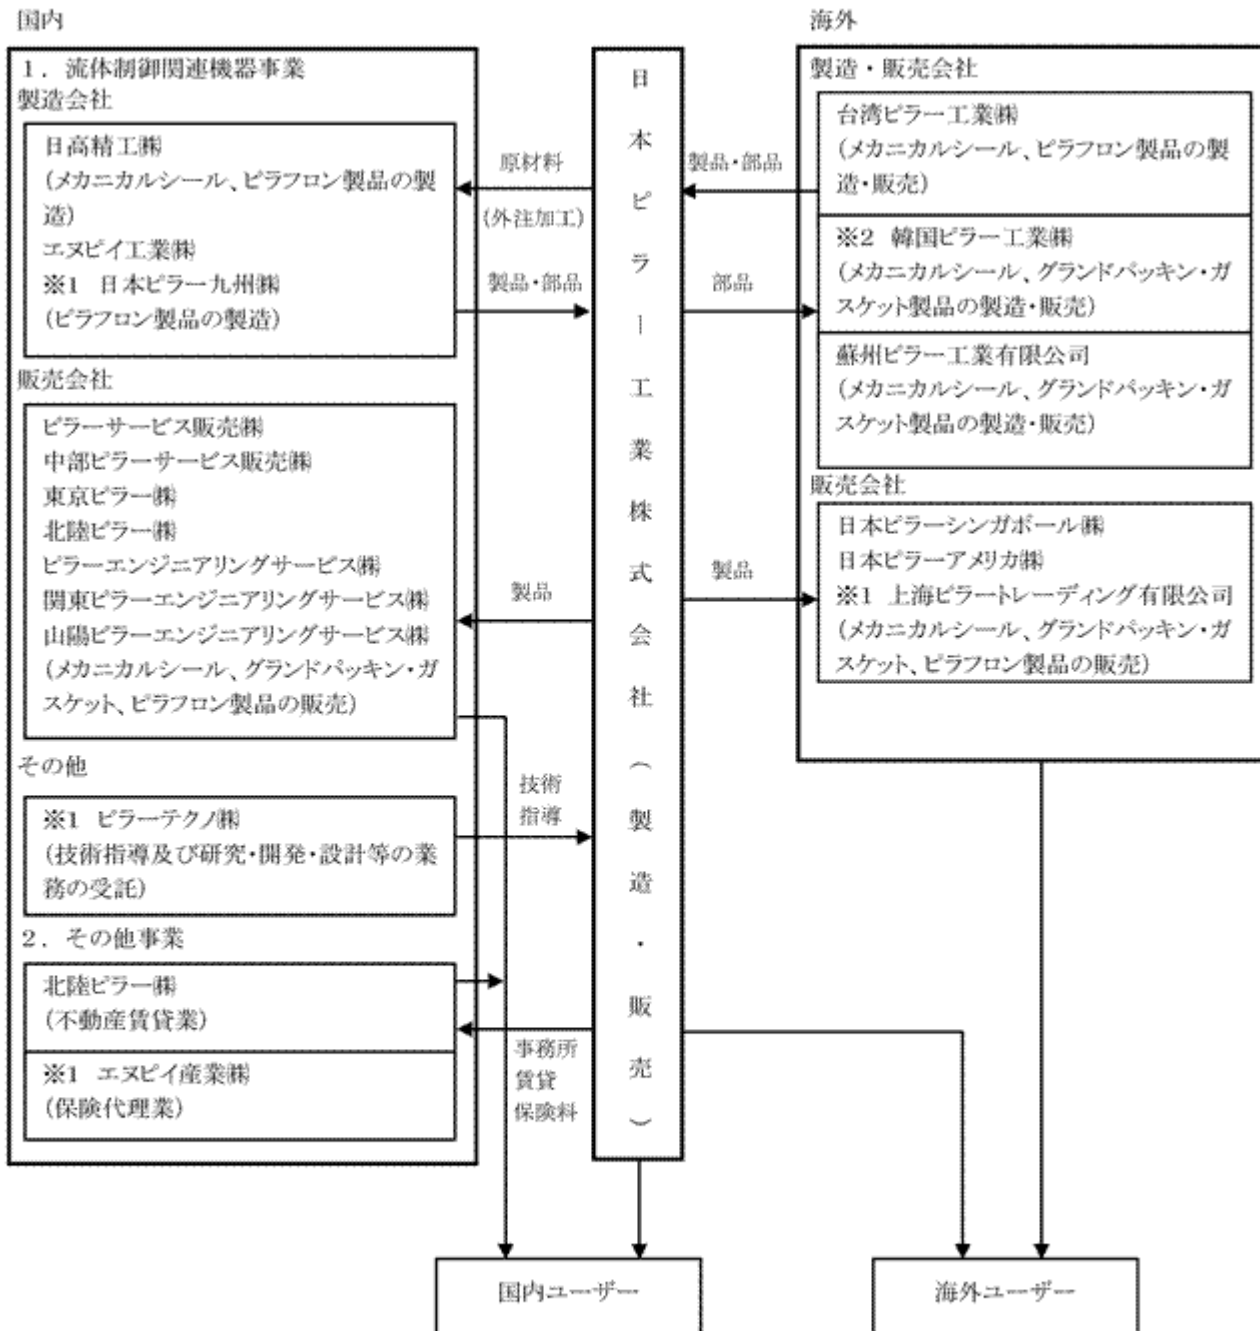 国内
1．流体制御関連機器事業
製造会社
日高精工㈱
(メカニカルシール、ピラフロン製品の製
造)
エヌピイ工業㈱
※1 日本ピラー九州㈱
(ピラフロン製品の製造)
販売会社
ピラーサービス販売㈱
中部ピラーサービス販売㈱
東京ピラー㈱
北陸ピラー㈱
ピラーエンジニアリングサービス㈱
関東ピラーエンジニアリングサービス㈱
山陽ピラーエンジニアリングサービス㈱
(メカニカルシール、グランドパッキン・ガ
スケット、ピラフロン製品の販売)
その他
※1 ピラーテクノ㈱
(技術指導及び研究・開発・設計等の業
務の受託)
2．その他事業
北陸ピラー㈱
(不動産賃貸業)
※1 エヌピイ産業㈱
(保険代理業)
原材料
(外注加工)
製品・部品
製品
技術
指導
事務所
賃貸
保険料
日本ピラー工業株式会社(製造・販売)
製品・部品
部品
製品
海外
製造・販売会社
台湾ピラー工業㈱
(メカニカルシール、ピラフロン製品の製
造・販売)
※2 韓国ピラー工業㈱
(メカニカルシール、グランドパッキン・ガ
スケット製品の製造・販売)
蘇州ピラー工業有限公司
(メカニカルシール、グランドパッキン・ガ
スケット製品の製造・販売)
販売会社
日本ピラーシンガポール㈱
日本ピラーアメリカ㈱
※1 上海ピラートレーディング有限公司
(メカニカルシール、グランドパッキン・ガ
スケット、ピラフロン製品の販売)
国内ユーザー
海外ユーザー